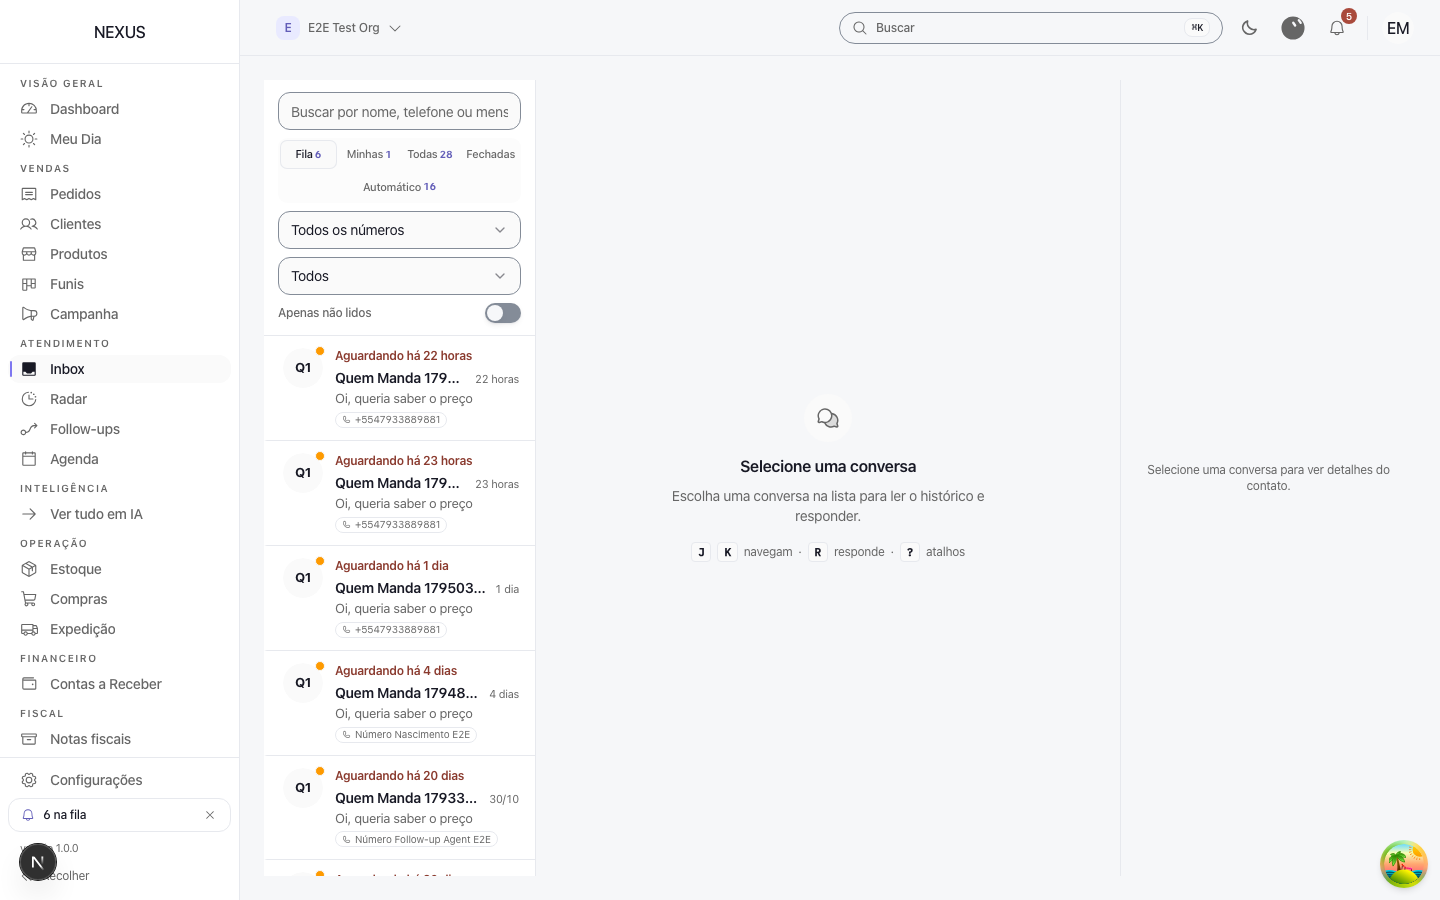 NEXUS
E E2E Test Org
Buscar
⌘K
5
EM
VISÃO GERAL
Dashboard
Meu Dia
VENDAS
Pedidos
Clientes
Produtos
Funis
Campanha
ATENDIMENTO
Inbox
Radar
Follow-ups
Agenda
INTELIGÊNCIA
Ver tudo em IA
OPERAÇÃO
Estoque
Compras
Expedição
FINANCEIRO
Contas a Receber
FISCAL
Notas fiscais
Configurações
6 na fila
1.0.0
N
ecolher
Buscar por nome, telefone ou mens
Fila 6 Minhas 1 Todas 28 Fechadas
Automático 16
Todos os números
Todos
Apenas não lidos
Q1
Aguardando há 22 horas
Quem Manda 179... 22 horas
Oi, queria saber o preço
+5547933889881
Q1
Aguardando há 23 horas
Quem Manda 179... 23 horas
Oi, queria saber o preço
+5547933889881
Q1
Aguardando há 1 dia
Quem Manda 179503... 1 dia
Oi, queria saber o preço
+5547933889881
Q1
Aguardando há 4 dias
Quem Manda 17948... 4 dias
Oi, queria saber o preço
Número Nascimento E2E
Q1
Aguardando há 20 dias
Quem Manda 17933... 30/10
Oi, queria saber o preço
Número Follow-up Agent E2E
Selecione uma conversa
Escolha uma conversa na lista para ler o histórico e
responder.
J K navegam · R responde · ? atalhos
Selecione uma conversa para ver detalhes do
contato.